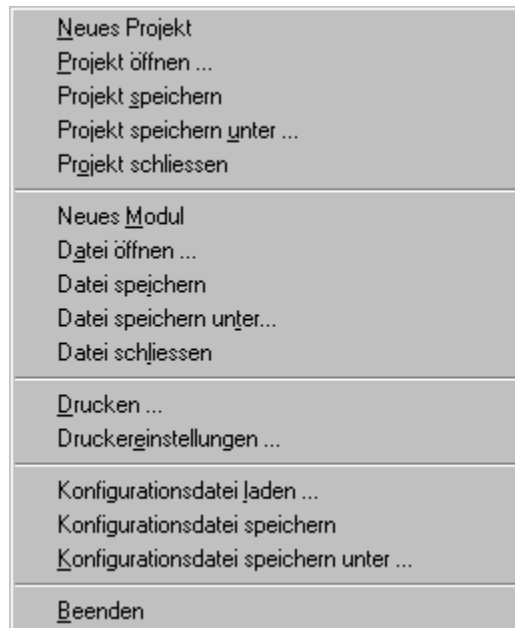 Neues Projekt
Projekt öffnen ...
Projekt speichern
Projekt speichern unter ...
Projekt schliessen
Neues Modul
Datei öffnen ...
Datei speichern
Datei speichern unter...
Datei schliessen
Drucken ...
Druckereinstellungen ...
Konfigurationsdatei laden ...
Konfigurationsdatei speichern
Konfigurationsdatei speichern unter ...
Beenden